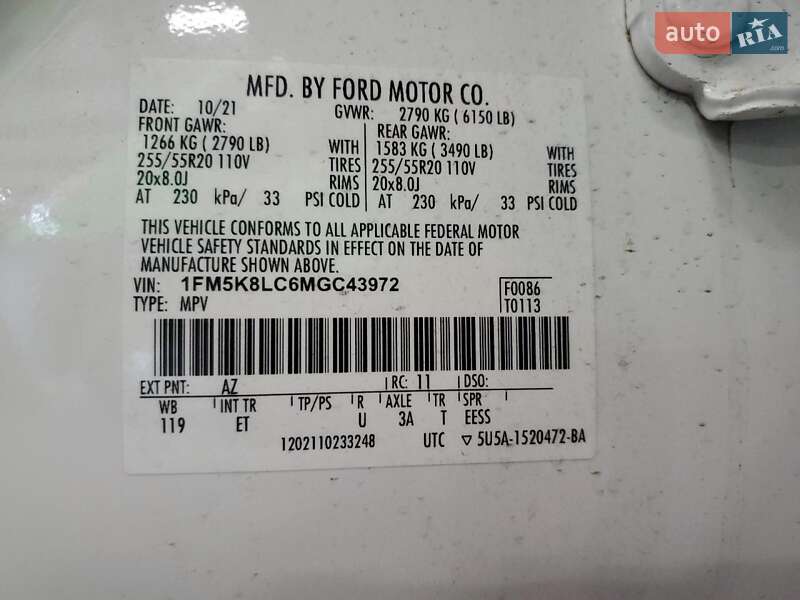 auto RIA .com
MFD. BY FORD MOTOR CO.
DATE: 10/21 GVWR: 2790 KG ( 6150 LB)
FRONT GAWR: REAR GAWR:
1266 KG ( 2790 LB) WITH 1583 KG ( 3490 LB) WITH
255/55R20 110V TIRES 255/55R20 110V TIRES
20x8.0J RIMS 20x8.0J RIMS
AT 230 kPa/ 33 PSI COLD AT 230 kPa/ 33 PSI COLD
THIS VEHICLE CONFORMS TO ALL APPLICABLE FEDERAL MOTOR
VEHICLE SAFETY STANDARDS IN EFFECT ON THE DATE OF
MANUFACTURE SHOWN ABOVE.
VIN: 1FM5K8LC6MGC43972 F0086
TYPE: MPV T0113
EXT PNT: AZ RC: 11 DSO:
WB INT TR TP/PS R AXLE TR SPR
119 ET U 3A T EESS
1202110233248 UTC ▽ 5U5A-1520472-BA